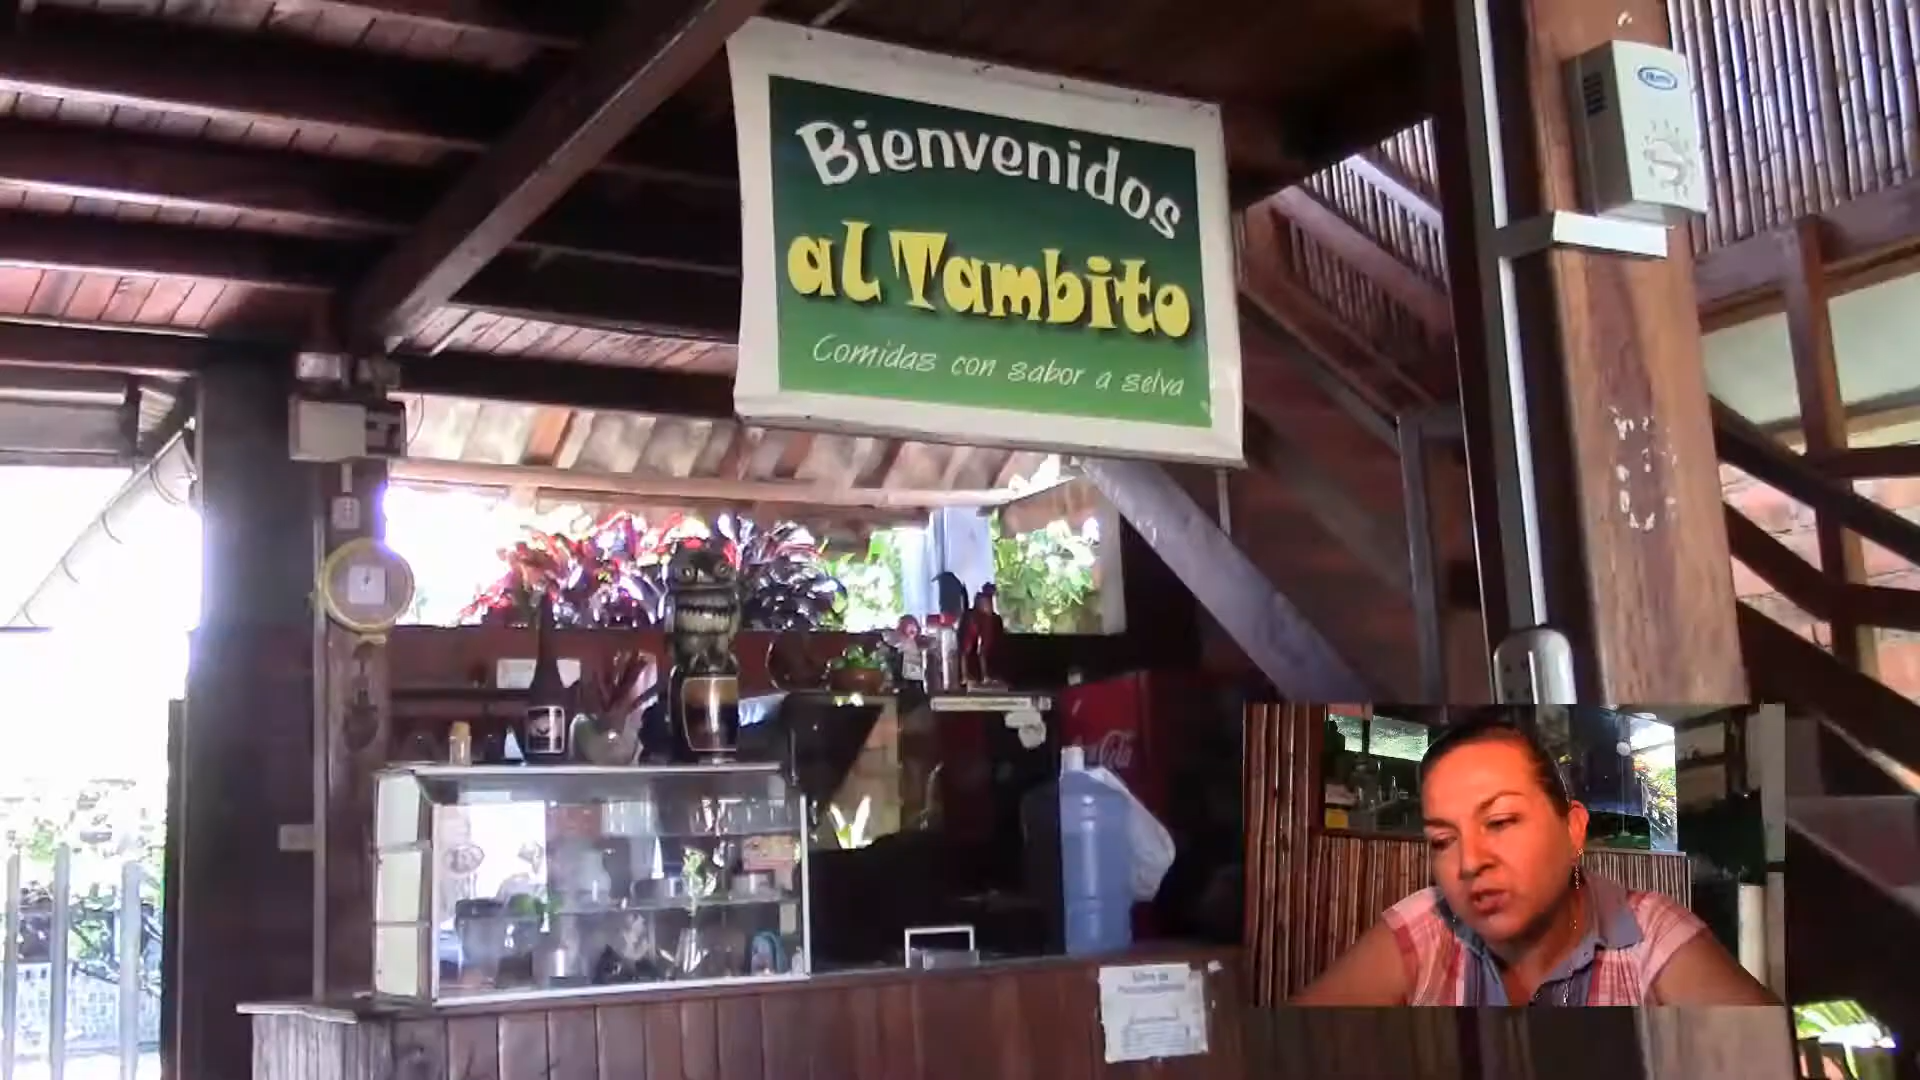 Bienvenidos
al Tambito
Comidas con sabor a selva